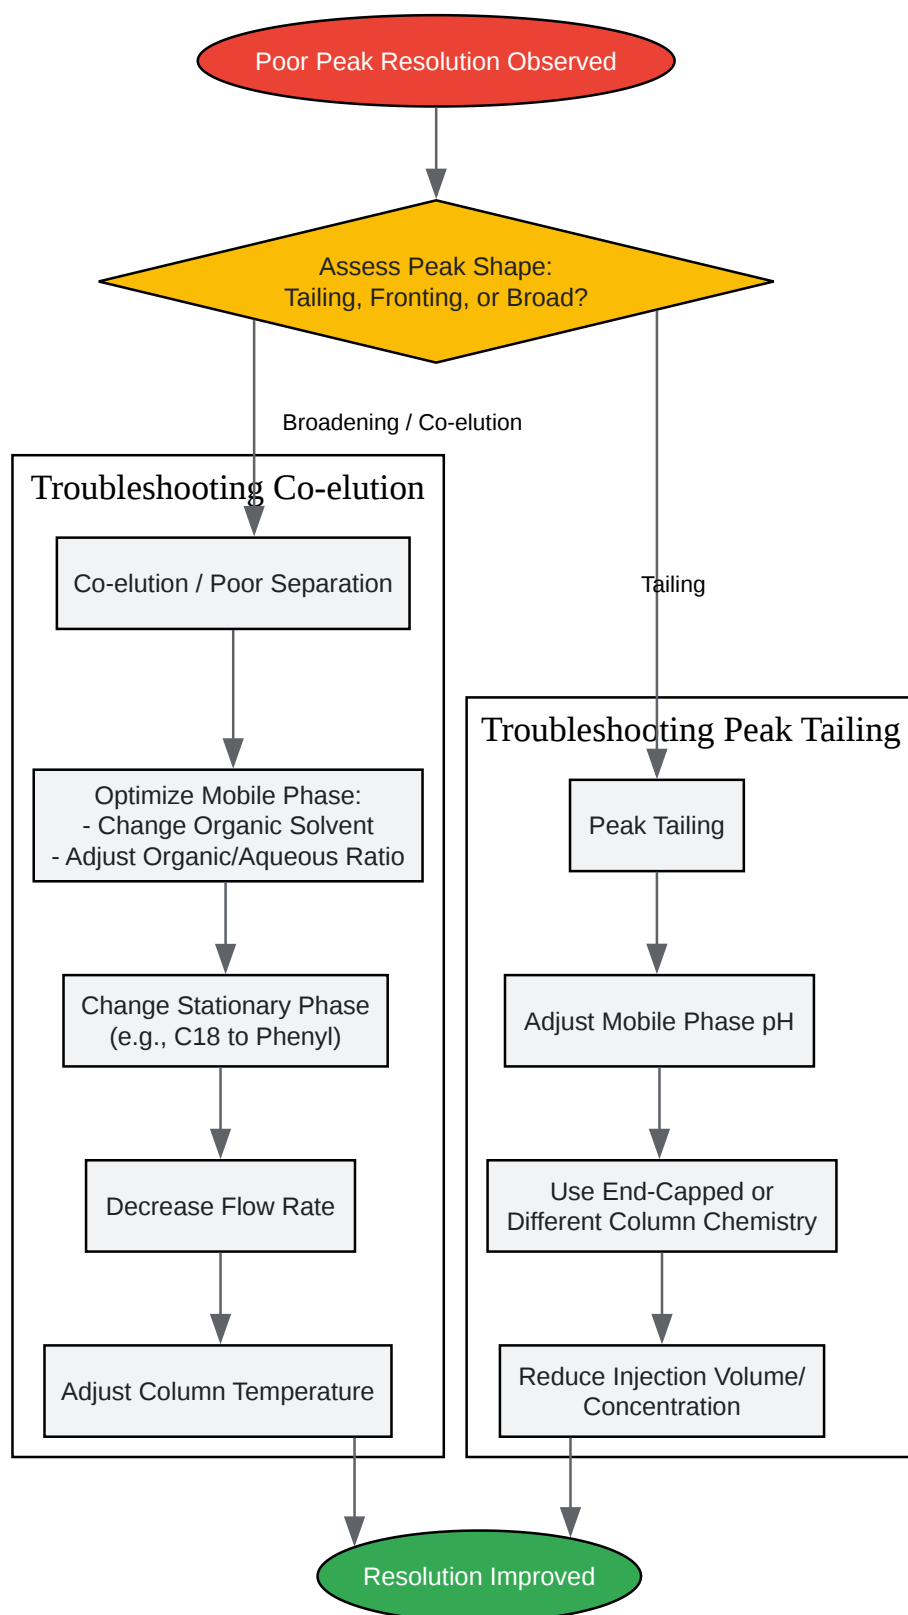 Poor Peak Resolution Observed
Assess Peak Shape:
Tailing, Fronting, or Broad?
Broadening / Co-elution
Troubleshooting Co-elution
Co-elution / Poor Separation
Optimize Mobile Phase:
- Change Organic Solvent
- Adjust Organic/Aqueous Ratio
Change Stationary Phase
(e.g., C18 to Phenyl)
Decrease Flow Rate
Adjust Column Temperature
Tailing
Troubleshooting Peak Tailing
Peak Tailing
Adjust Mobile Phase pH
Use End-Capped or
Different Column Chemistry
Reduce Injection Volume/
Concentration
Resolution Improved